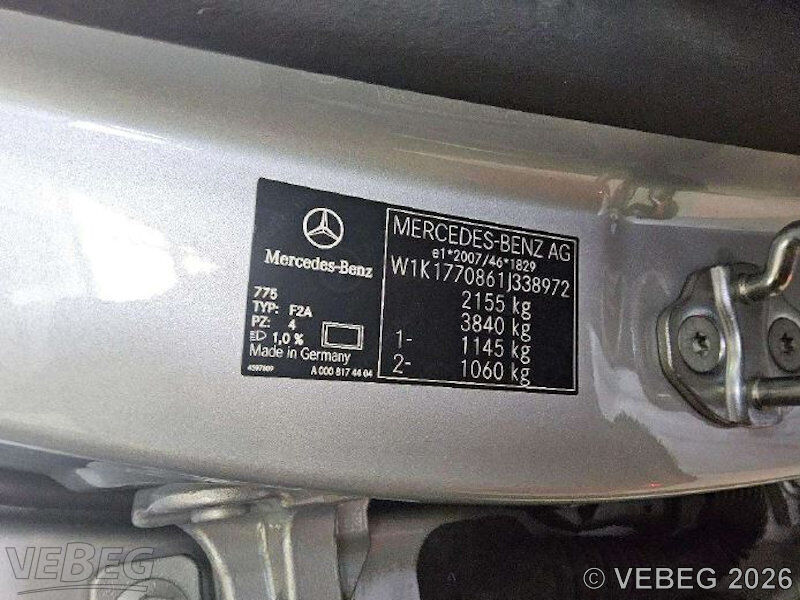 Mercedes-Benz
775
TYP: F2A
PZ: 4
1,0 %
Made in Germany
4597809
A 000 817 44 04
MERCEDES-BENZ AG
e1*2007/46*1829
W1K1770861J338972
2155 kg
3840 kg
1- 1145 kg
2- 1060 kg
VEBEG
© VEBEG 2026